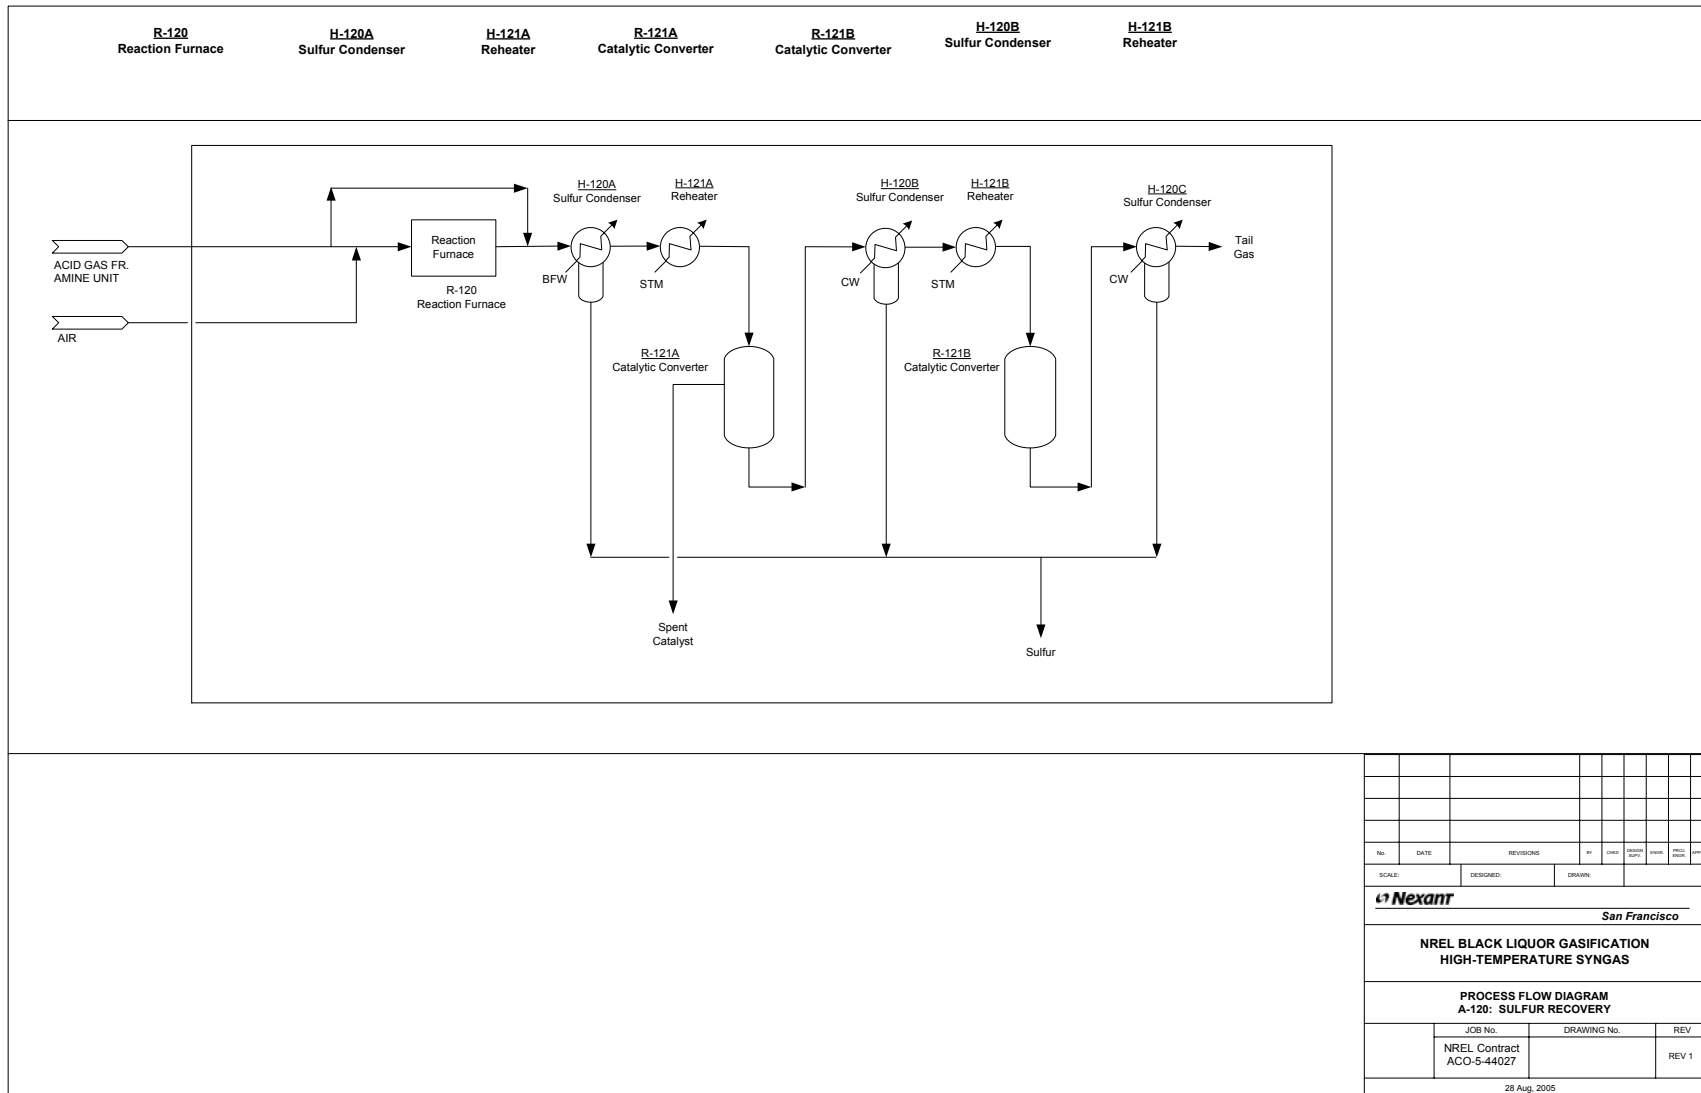 R-120
Reaction Furnace
H-120A
Sulfur Condenser
H-121A
Reheater
R-121A
Catalytic Converter
R-121B
Catalytic Converter
H-120B
Sulfur Condenser
H-121B
Reheater
H-120A
Sulfur Condenser
H-121A
Reheater
H-120B
Sulfur Condenser
H-121B
Reheater
H-120C
Sulfur Condenser
ACID GAS FR.
AMINE UNIT
Reaction
Furnace
R-120
Reaction Furnace
BFW
STM
CW
STM
CW
Tail
Gas
AIR
R-121A
Catalytic Converter
R-121B
Catalytic Converter
Spent
Catalyst
Sulfur
No.
DATE
REVISIONS
BY
CHKD
DESIGN
SUPV.
ENGR.
PROJ.
ENGR.
SCALE:
DESIGNED:
DRAWN:
Nexant
San Francisco
NREL BLACK LIQUOR GASIFICATION
HIGH-TEMPERATURE SYNGAS
PROCESS FLOW DIAGRAM
A-120: SULFUR RECOVERY
JOB No.
DRAWING No.
REV
NREL Contract
ACO-5-44027
REV 1
28 Aug, 2005